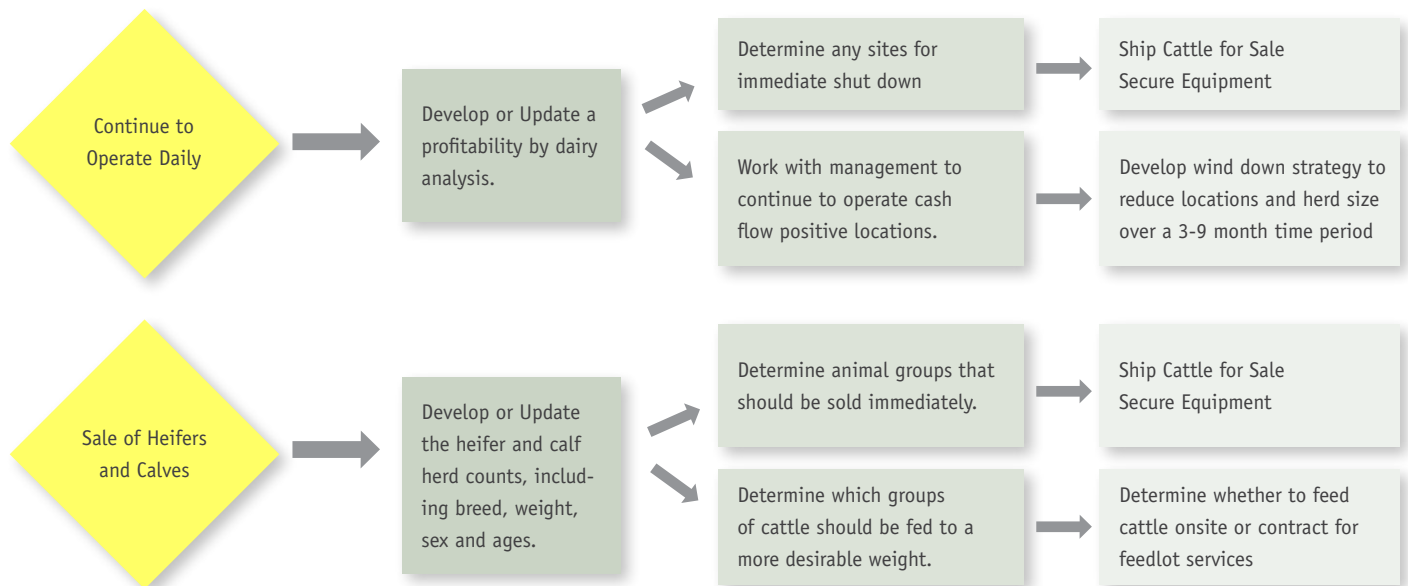 Continue to
Operate Daily
Develop or Update a
profitability by dairy
analysis.
Determine any sites for
immediate shut down
Ship Cattle for Sale
Secure Equipment
Work with management to
continue to operate cash
flow positive locations.
Develop wind down strategy to
reduce locations and herd size
over a 3-9 month time period
Sale of Heifers
and Calves
Develop or Update
the heifer and calf
herd counts, includ-
ing breed, weight,
sex and ages.
Determine animal groups that
should be sold immediately.
Ship Cattle for Sale
Secure Equipment
Determine which groups
of cattle should be fed to a
more desirable weight.
Determine whether to feed
cattle onsite or contract for
feedlot services